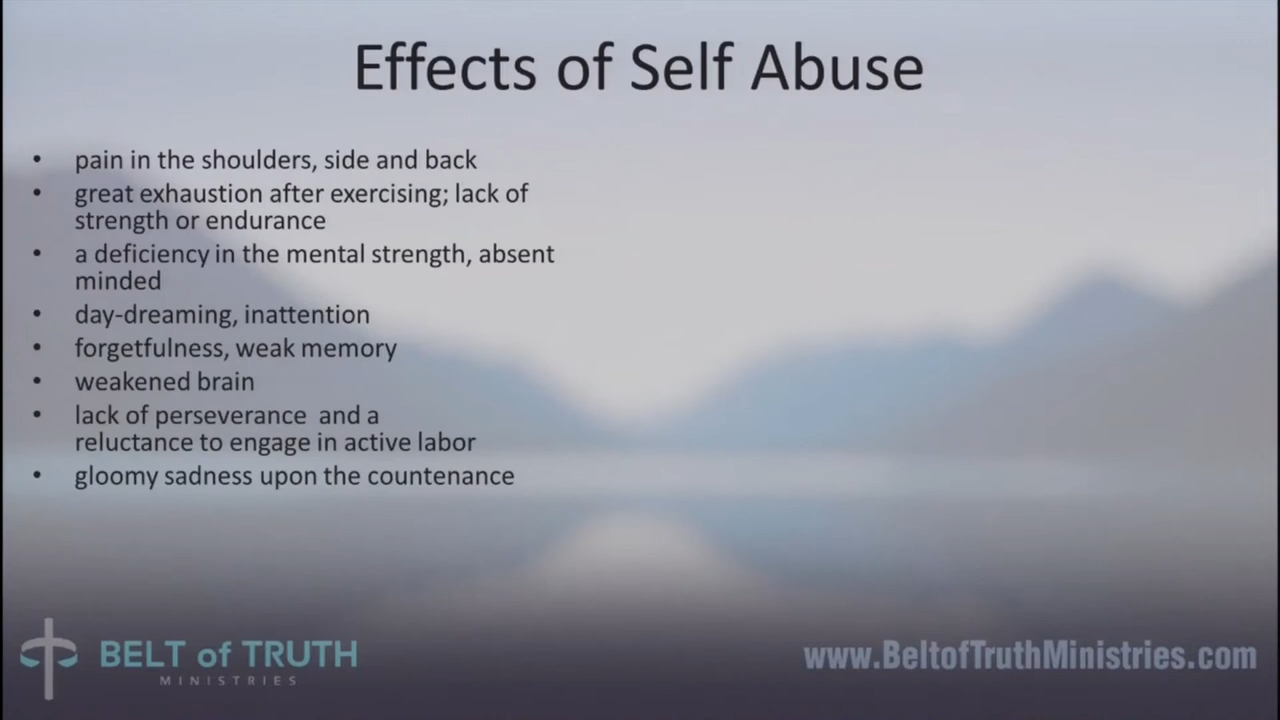 Effects of Self Abuse
• pain in the shoulders, side and back
• great exhaustion after exercising; lack of
strength or endurance
• a deficiency in the mental strength, absent
minded
• day-dreaming, inattention
• forgetfulness, weak memory
• weakened brain
• lack of perseverance and a
reluctance to engage in active labor
• gloomy sadness upon the countenance
BELT of TRUTH
MINISTRIES
www.BeltofTruthMinistries.com